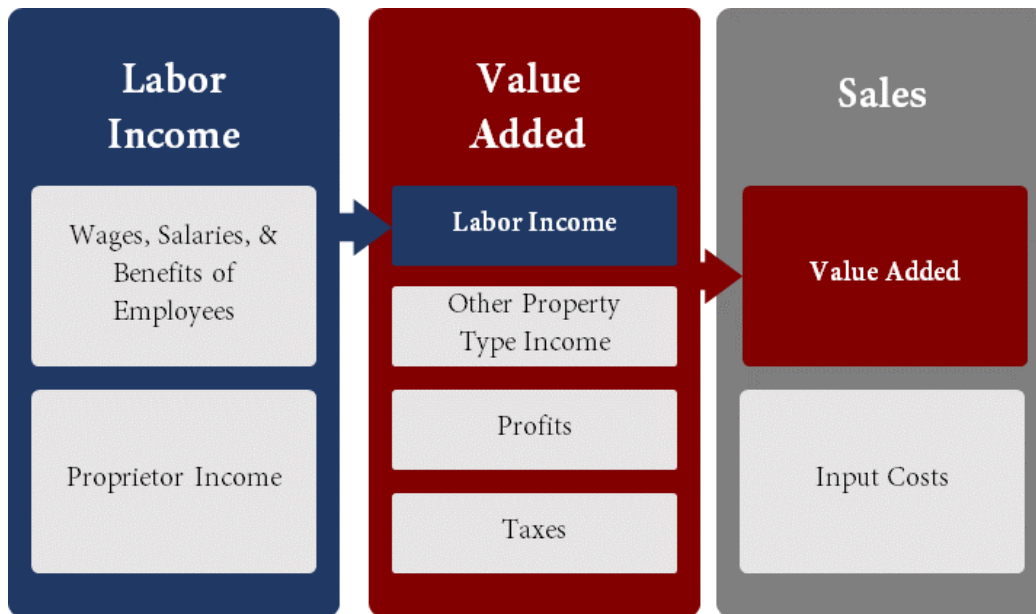 Labor
Income
Wages, Salaries, &
Benefits of
Employees
Proprietor Income
Value
Added
Labor Income
Other Property
Type Income
Profits
Taxes
Sales
Value Added
Input Costs